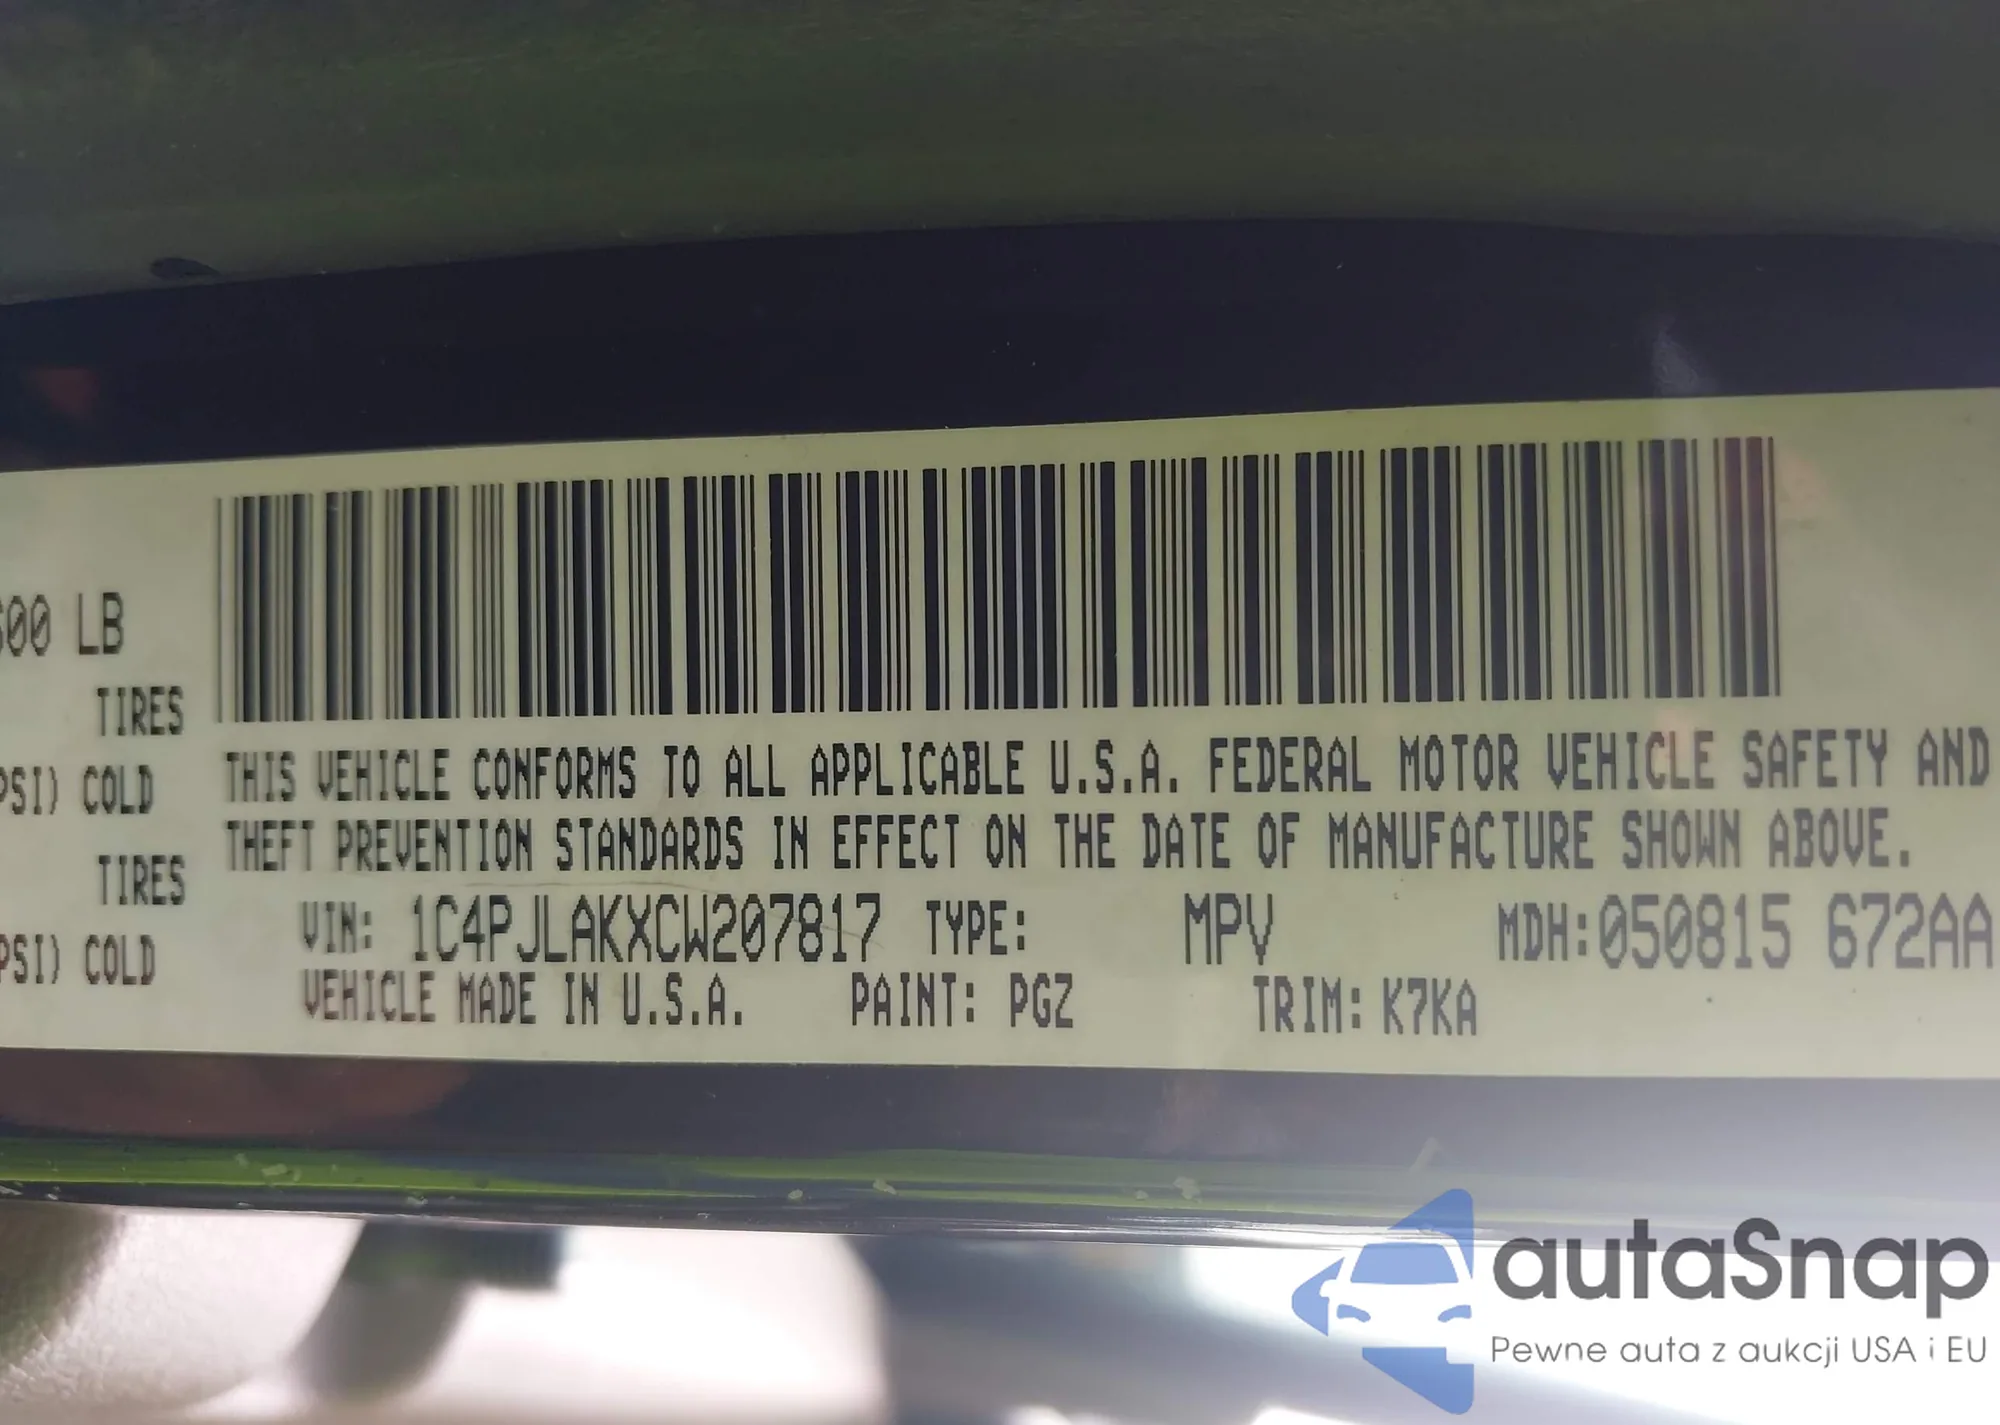 600 LB
TIRES
PSI) COLD
TIRES
PSI) COLD
THIS VEHICLE CONFORMS TO ALL APPLICABLE U.S.A. FEDERAL MOTOR VEHICLE SAFETY AND
THEFT PREVENTION STANDARDS IN EFFECT ON THE DATE OF MANUFACTURE SHOWN ABOVE.
VIN: 1C4PJLAKXCW207817 TYPE: MPV MDH:050815 672AA
VEHICLE MADE IN U.S.A. PAINT: PGZ TRIM: K7KA
autaSnap
Pewne auta z aukcji USA i EU